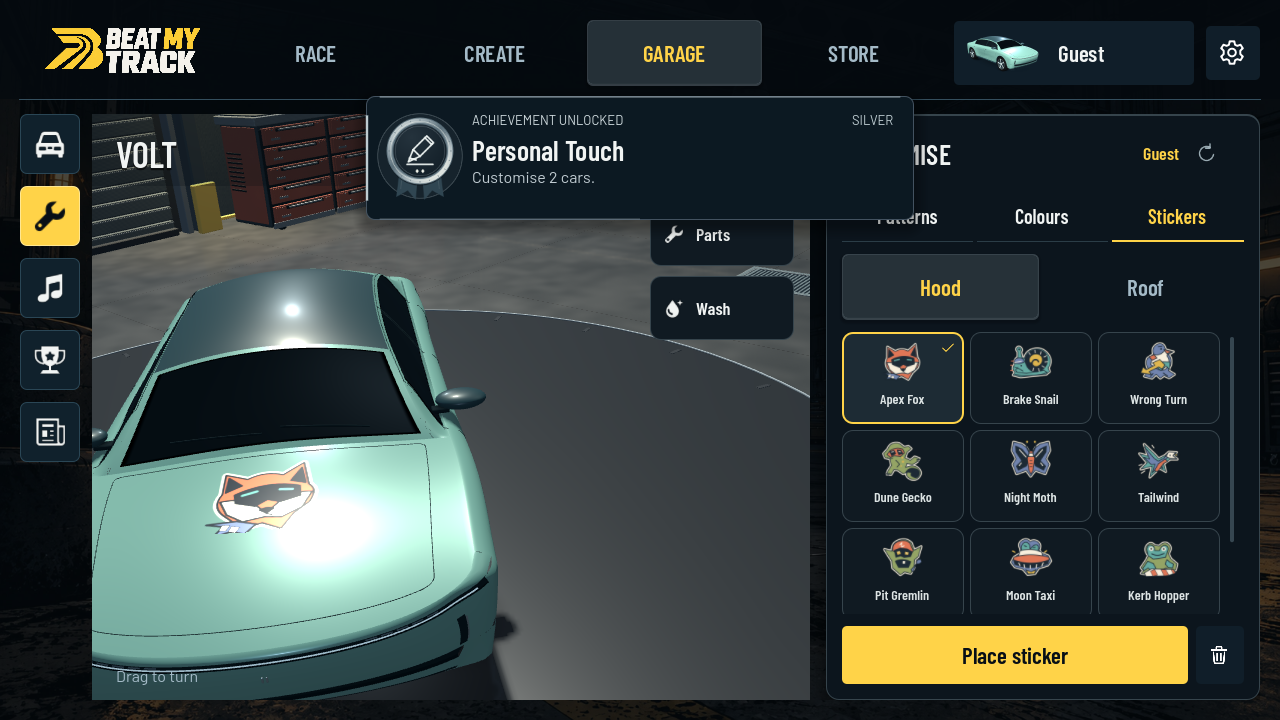 BEAT MY
TRACK
RACE
CREATE
GARAGE
STORE
Guest
ACHIEVEMENT UNLOCKED
SILVER
Personal Touch
Customise 2 cars.
VOLT
MISE
Guest
Patterns
Colours
Stickers
Parts
Wash
Hood
Roof
Apex Fox
Brake Snail
Wrong Turn
Dune Gecko
Night Moth
Tailwind
Pit Gremlin
Moon Taxi
Kerb Hopper
Place sticker
Drag to turn